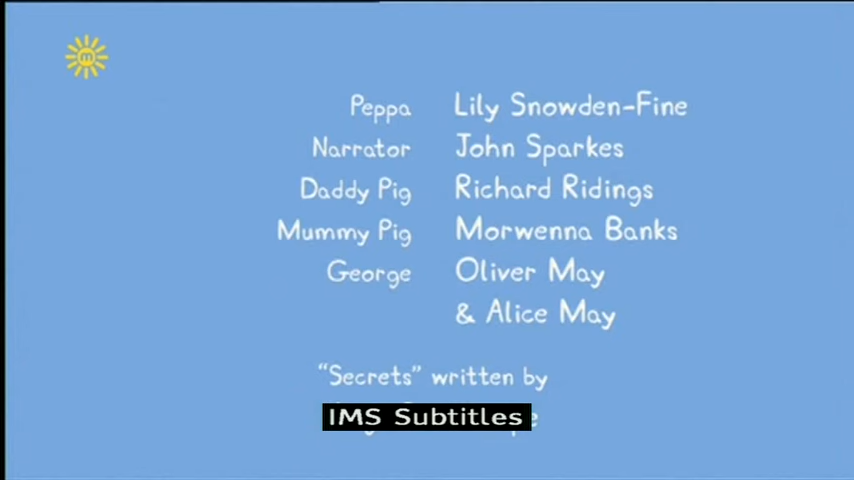 m
Peppa Lily Snowden-Fine
Narrator John Sparkes
Daddy Pig Richard Ridings
Mummy Pig Morwenna Banks
George Oliver May
& Alice May
"Secrets" written by
IMS Subtitles